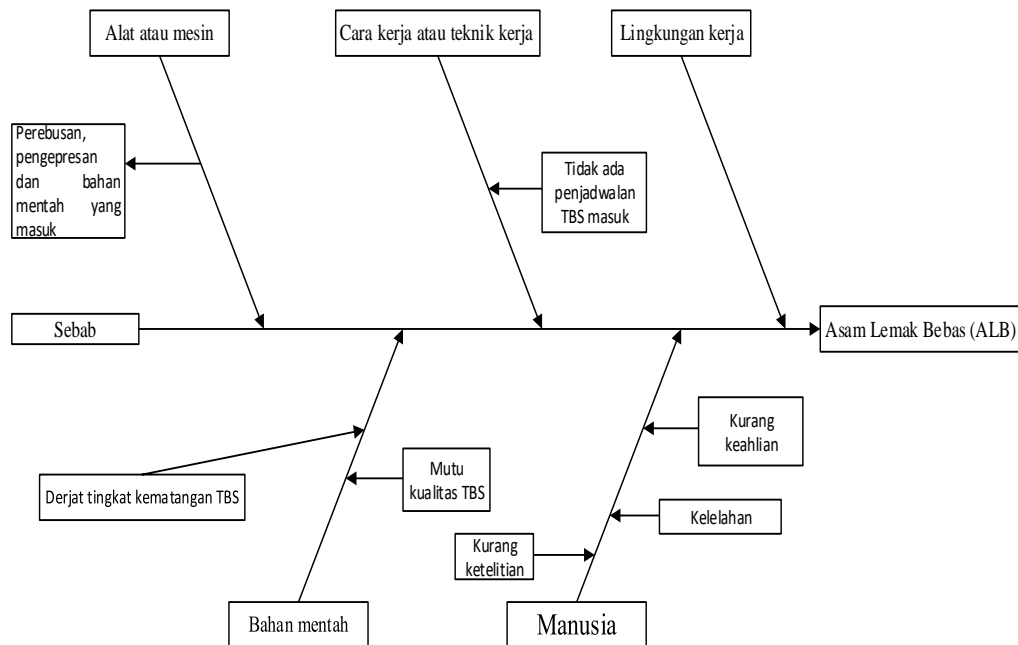 Alat atau mesin
Cara kerja atau teknik kerja
Lingkungan kerja
Perebusan,
pengepresan
dan bahan
mentah yang
masuk
Tidak ada
penjadwalan
TBS masuk
Sebab
Asam Lemak Bebas (ALB)
Kurang
keahlian
Mutu
kualitas TBS
Derjat tingkat kematangan TBS
Kelelahan
Kurang
ketelitian
Bahan mentah
Manusia